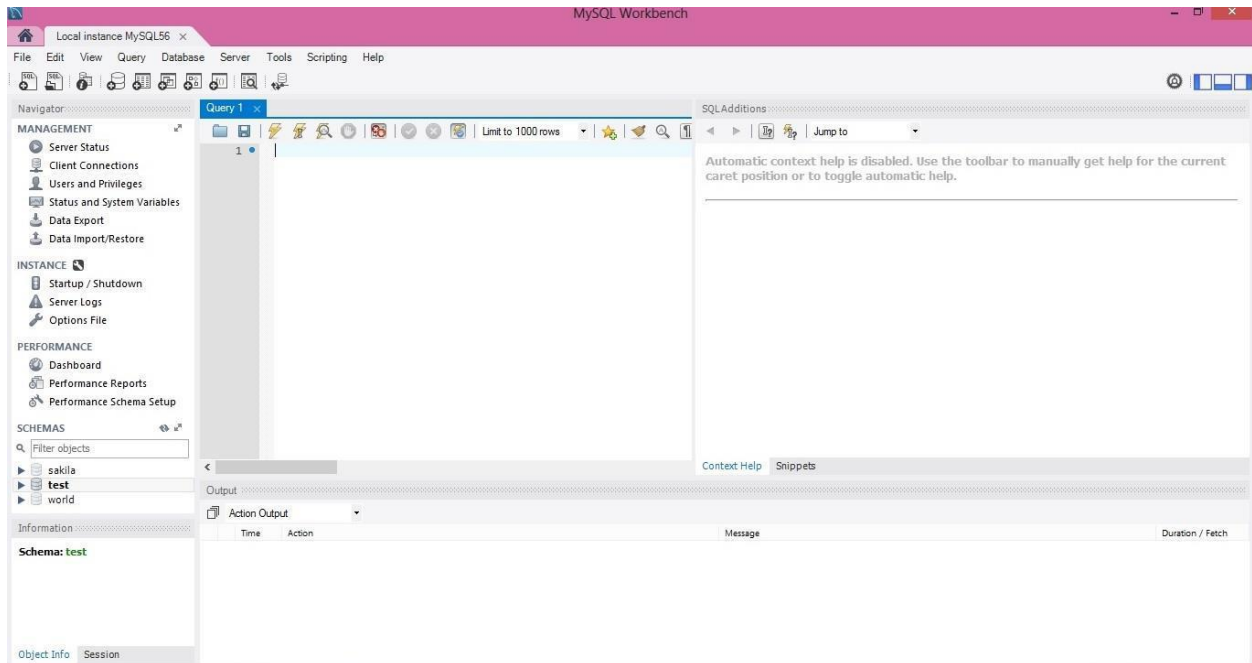 MySQL Workbench
Local instance MySQL56
File Edit View Query Database Server Tools Scripting Help
Navigator
MANAGEMENT
Server Status
Client Connections
Users and Privileges
Status and System Variables
Data Export
Data Import/Restore
INSTANCE
Startup / Shutdown
Server Logs
Options File
PERFORMANCE
Dashboard
Performance Reports
Performance Schema Setup
SCHEMAS
Filter objects
sakila
test
world
Information
Schema: test
Object Info Session
Query 1
Limit to 1000 rows
1
SQLAdditions
Jump to
Automatic context help is disabled. Use the toolbar to manually get help for the current
caret position or to toggle automatic help.
Context Help Snippets
Output
Action Output
Time Action Message Duration / Fetch